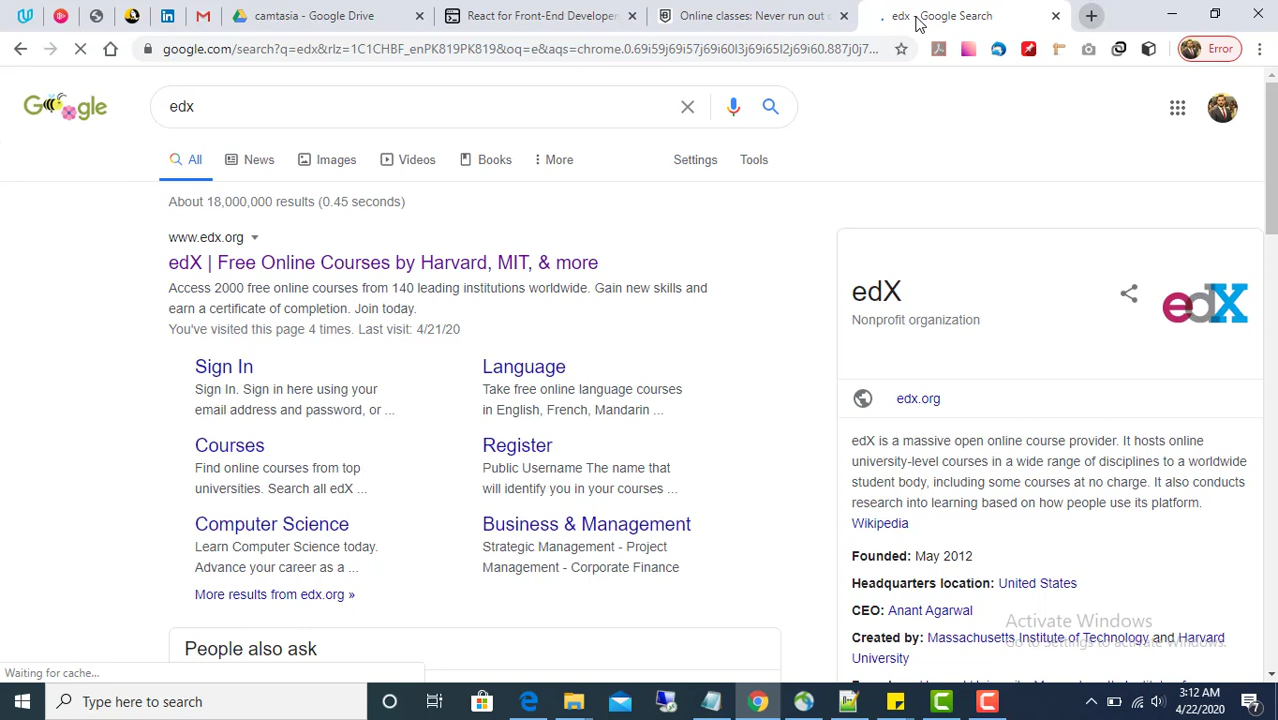 camtasia - Google Drive
React for Front-End Developer
Online classes: Never run out
edx - Google Search
google.com/search?q=edx&rlz=1C1CHBF_enPK819PK819&oq=e&aqs=chrome.0.69i59j69i57j69i60l3j69i65l2j69i60.887j0j7...
Error
Google
edx
All
News
Images
Videos
Books
More
Settings
Tools
About 18,000,000 results (0.45 seconds)
www.edx.org
edX | Free Online Courses by Harvard, MIT, & more
Access 2000 free online courses from 140 leading institutions worldwide. Gain new skills and
earn a certificate of completion. Join today.
You've visited this page 4 times. Last visit: 4/21/20
Sign In
Sign In. Sign in here using your
email address and password, or ...
Language
Take free online language courses
in English, French, Mandarin ...
Courses
Find online courses from top
universities. Search all edX ...
Register
Public Username The name that
will identify you in your courses ...
Computer Science
Learn Computer Science today.
Advance your career as a ...
Business & Management
Strategic Management - Project
Management - Corporate Finance
More results from edx.org »
People also ask
edX
Nonprofit organization
edX
edx.org
edX is a massive open online course provider. It hosts online
university-level courses in a wide range of disciplines to a worldwide
student body, including some courses at no charge. It also conducts
research into learning based on how people use its platform.
Wikipedia
Founded: May 2012
Headquarters location: United States
CEO: Anant Agarwal
Created by: Massachusetts Institute of Technology and Harvard
University
Activate Windows
Go to Settings to activate Windows.
Waiting for cache...
Type here to search
3:12 AM
4/22/2020
7